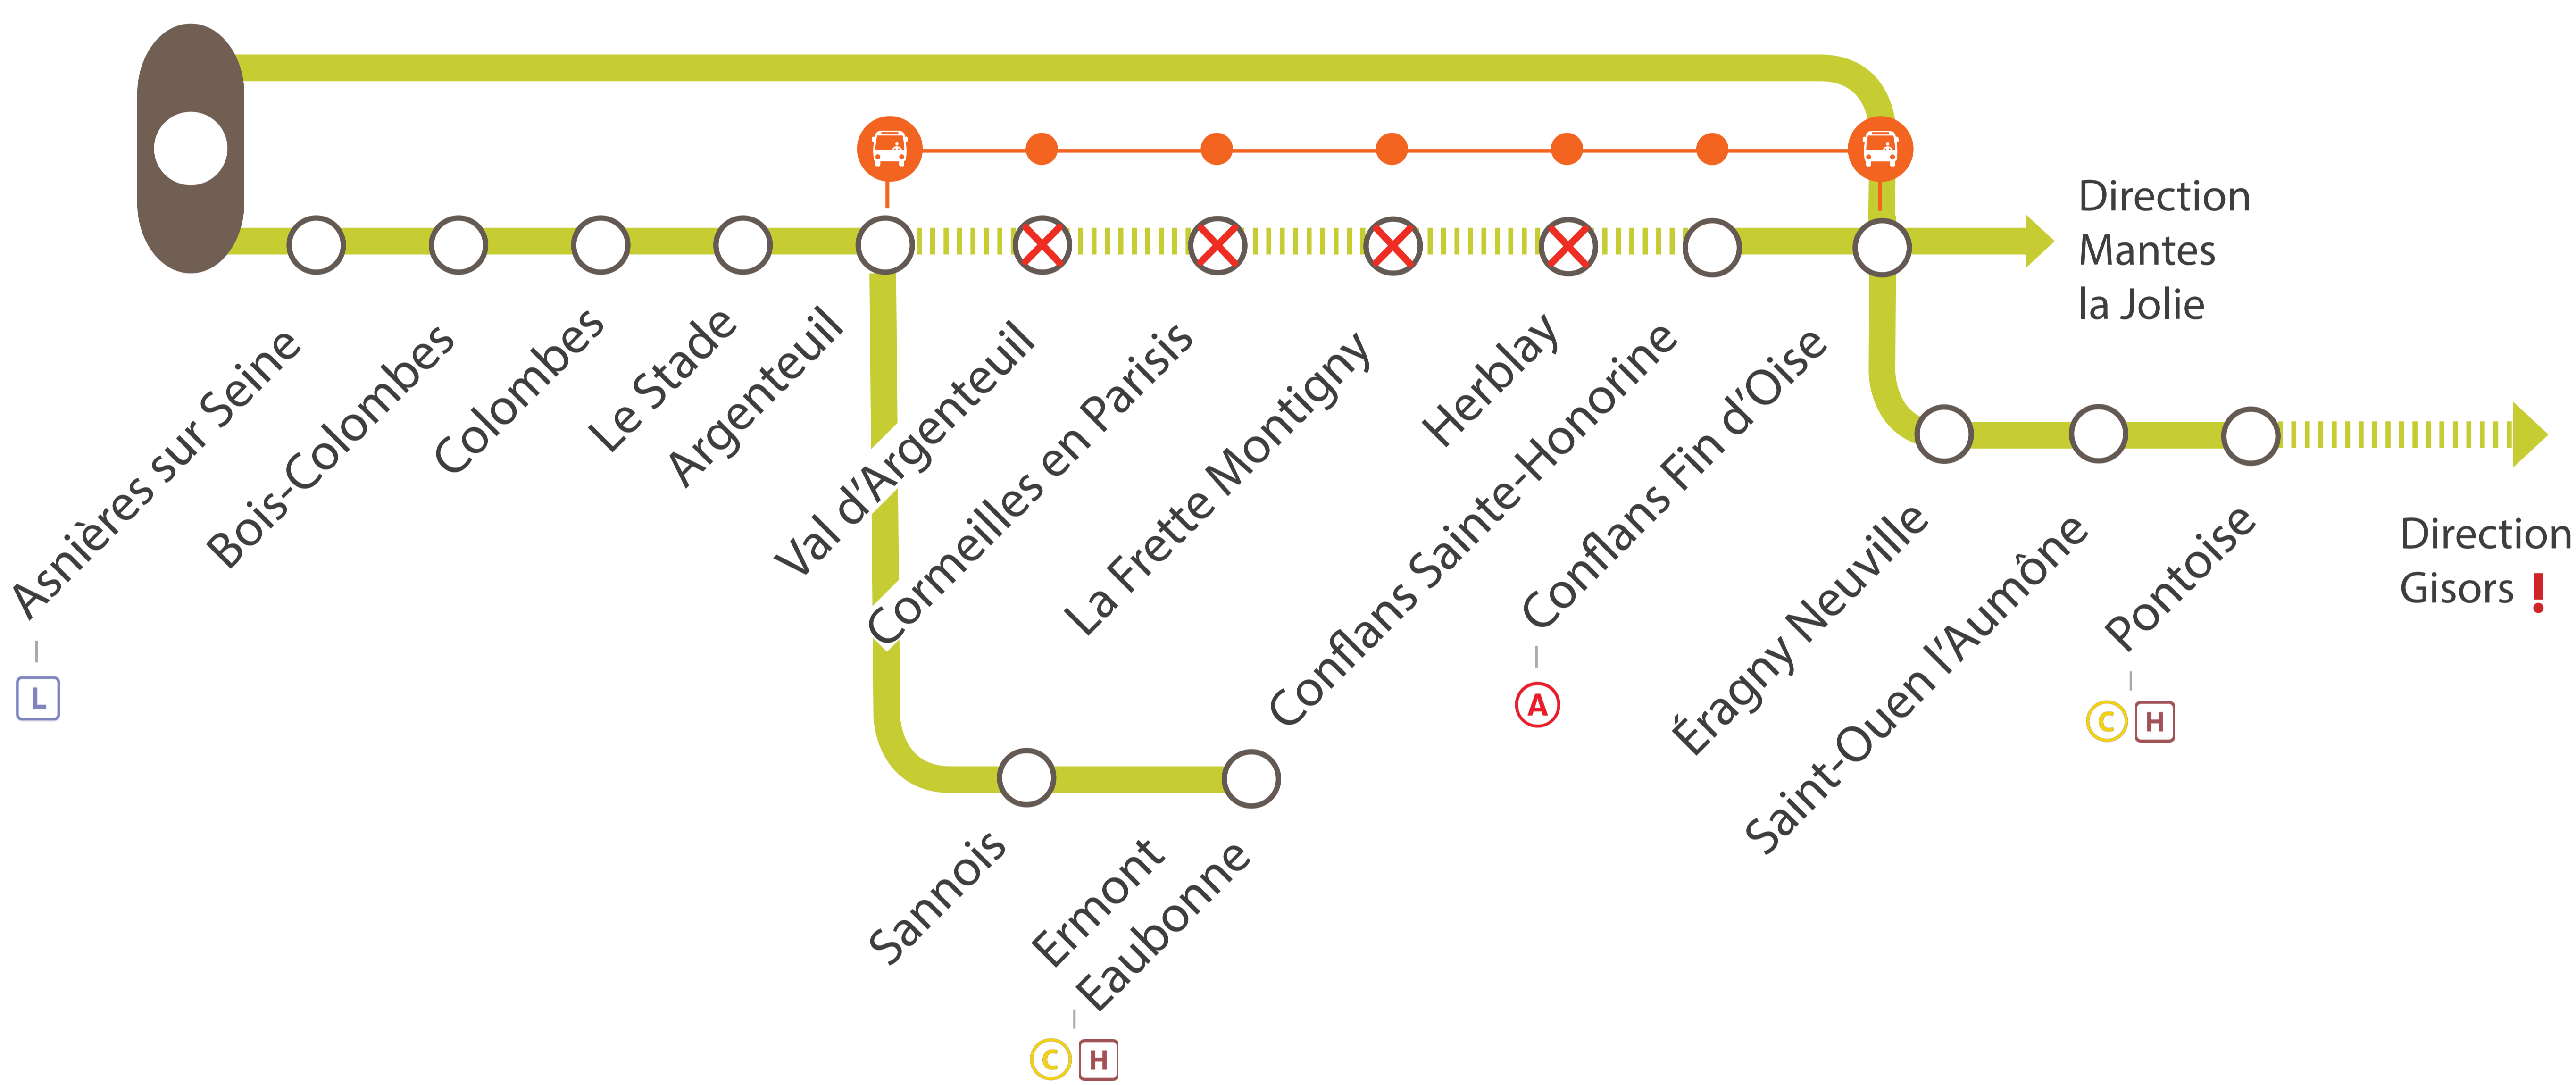 Direction
Mantes
la Jolie
Asnières sur Seine
L
Bois-Colombes
Colombes
Le Stade
Argenteuil
Val d’Argenteuil
Cormeilles en Parisis
La Frette Montigny
Herblay
Conflans Sainte-Honorine
Conflans Fin d’Oise
A
Éragny Neuville
Saint-Ouen l’Aumône
Pontoise
C H
Direction
Gisors !
Sannois
Ermont
Eaubonne
C H